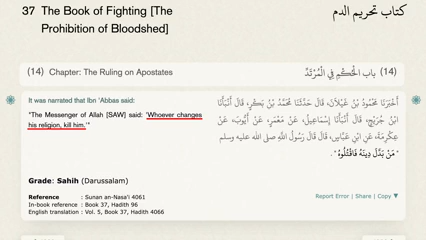 37 The Book of Fighting [The
Prohibition of Bloodshed]
كتاب تحريم الدم
(14) Chapter: The Ruling on Apostates
(14) باب الْحُكْمِ فِي الْمُرْتَدِّ
It was narrated that Ibn 'Abbas said:
"The Messenger of Allah [SAW] said: 'Whoever changes
his religion, kill him.'"
أَخْبَرَنَا مَحْمُودُ بْنُ غَيْلاَنَ، قَالَ حَدَّثَنَا مُحَمَّدُ بْنُ بَكْرٍ، قَالَ أَنْبَأَنَا
ابْنُ جُرَيْجٍ، قَالَ أَنْبَأَنَا إِسْمَاعِيلُ، عَنْ مَعْمَرٍ، عَنْ أَيُّوبَ، عَنْ
عِكْرِمَةَ، عَنِ ابْنِ عَبَّاسٍ، قَالَ قَالَ رَسُولُ اللَّهِ صلى الله عليه وسلم
" مَنْ بَدَّلَ دِينَهُ فَاقْتُلُوهُ " .
Grade: Sahih (Darussalam)
Reference : Sunan an-Nasa'i 4061
In-book reference : Book 37, Hadith 96
English translation : Vol. 5, Book 37, Hadith 4066
Report Error | Share | Copy ▼